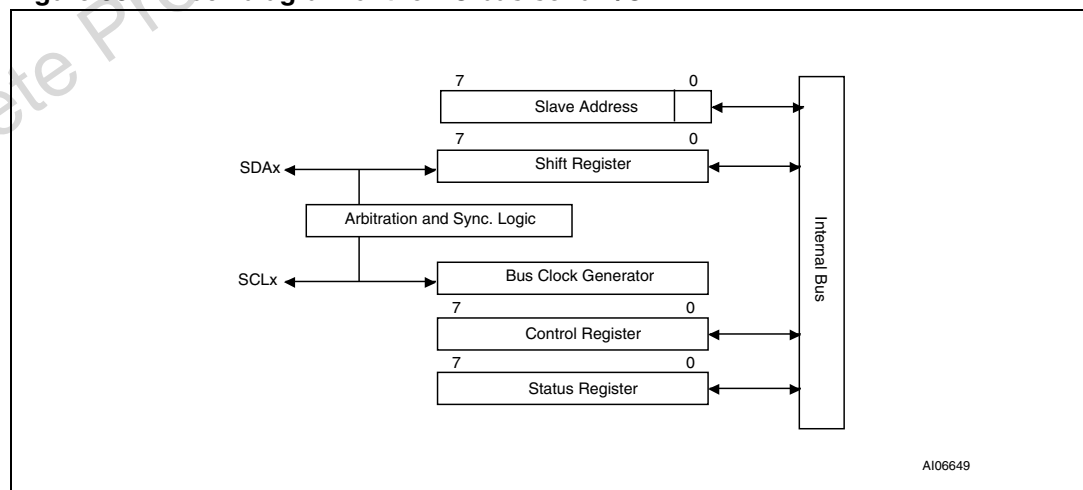 7 0
Slave Address
7 0
SDAx
Shift Register
Arbitration and Sync. Logic
SCLx
Bus Clock Generator
7 0
Control Register
7 0
Status Register
Internal Bus
AI06649